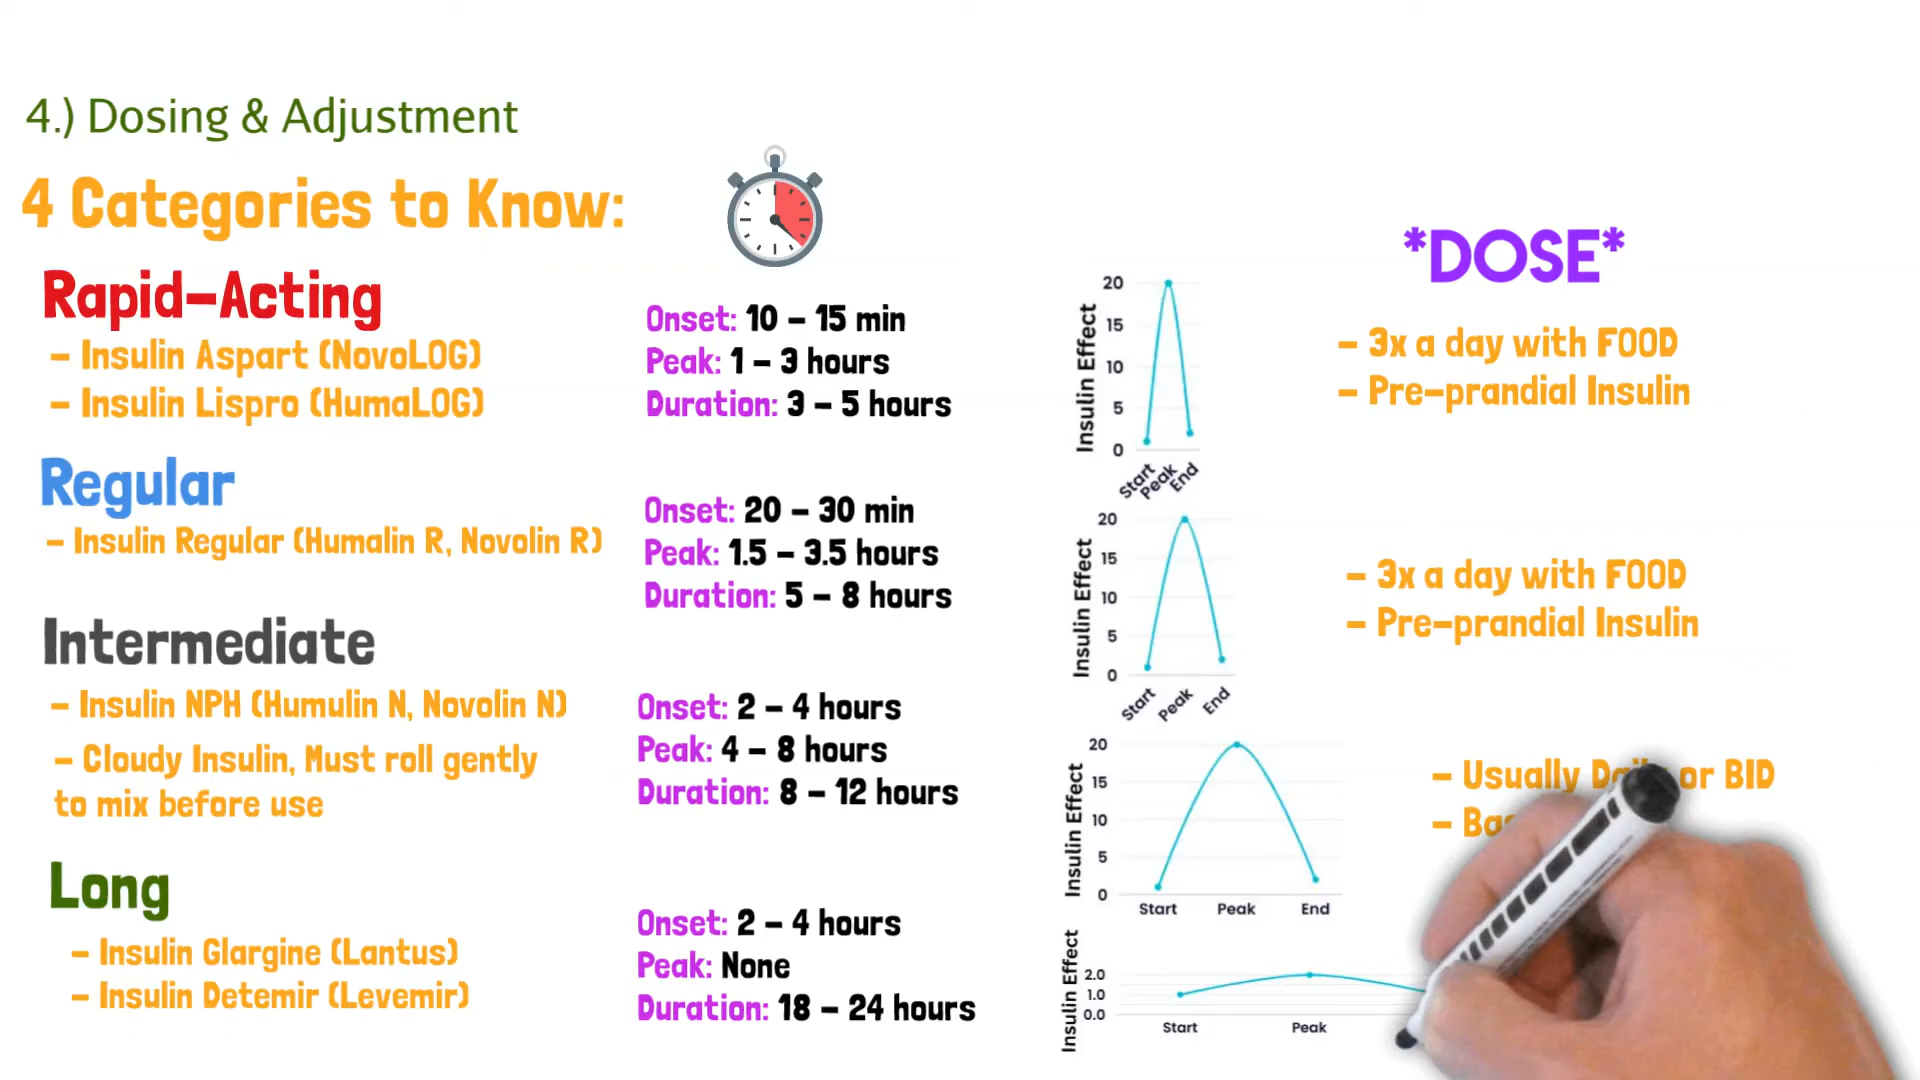 4.) Dosing & Adjustment
4 Categories to Know:
*DOSE*
Rapid-Acting
- Insulin Aspart (NovoLOG)
- Insulin Lispro (HumaLOG)
Onset: 10 - 15 min
Peak: 1 - 3 hours
Duration: 3 - 5 hours
Insulin Effect
20
15
10
5
0
Start
Peak
End
- 3x a day with FOOD
- Pre-prandial Insulin
Regular
- Insulin Regular (Humalin R, Novolin R)
Onset: 20 - 30 min
Peak: 1.5 - 3.5 hours
Duration: 5 - 8 hours
Insulin Effect
20
15
10
5
0
Start
Peak
End
- 3x a day with FOOD
- Pre-prandial Insulin
Intermediate
- Insulin NPH (Humulin N, Novolin N)
- Cloudy Insulin, Must roll gently
to mix before use
Onset: 2 - 4 hours
Peak: 4 - 8 hours
Duration: 8 - 12 hours
Insulin Effect
20
15
10
5
0
Start Peak End
- Usually Daily or BID
-
Long
- Insulin Glargine (Lantus)
- Insulin Detemir (Levemir)
Onset: 2 - 4 hours
Peak: None
Duration: 18 - 24 hours
Insulin Effect
2.0
1.0
0.0
Start Peak